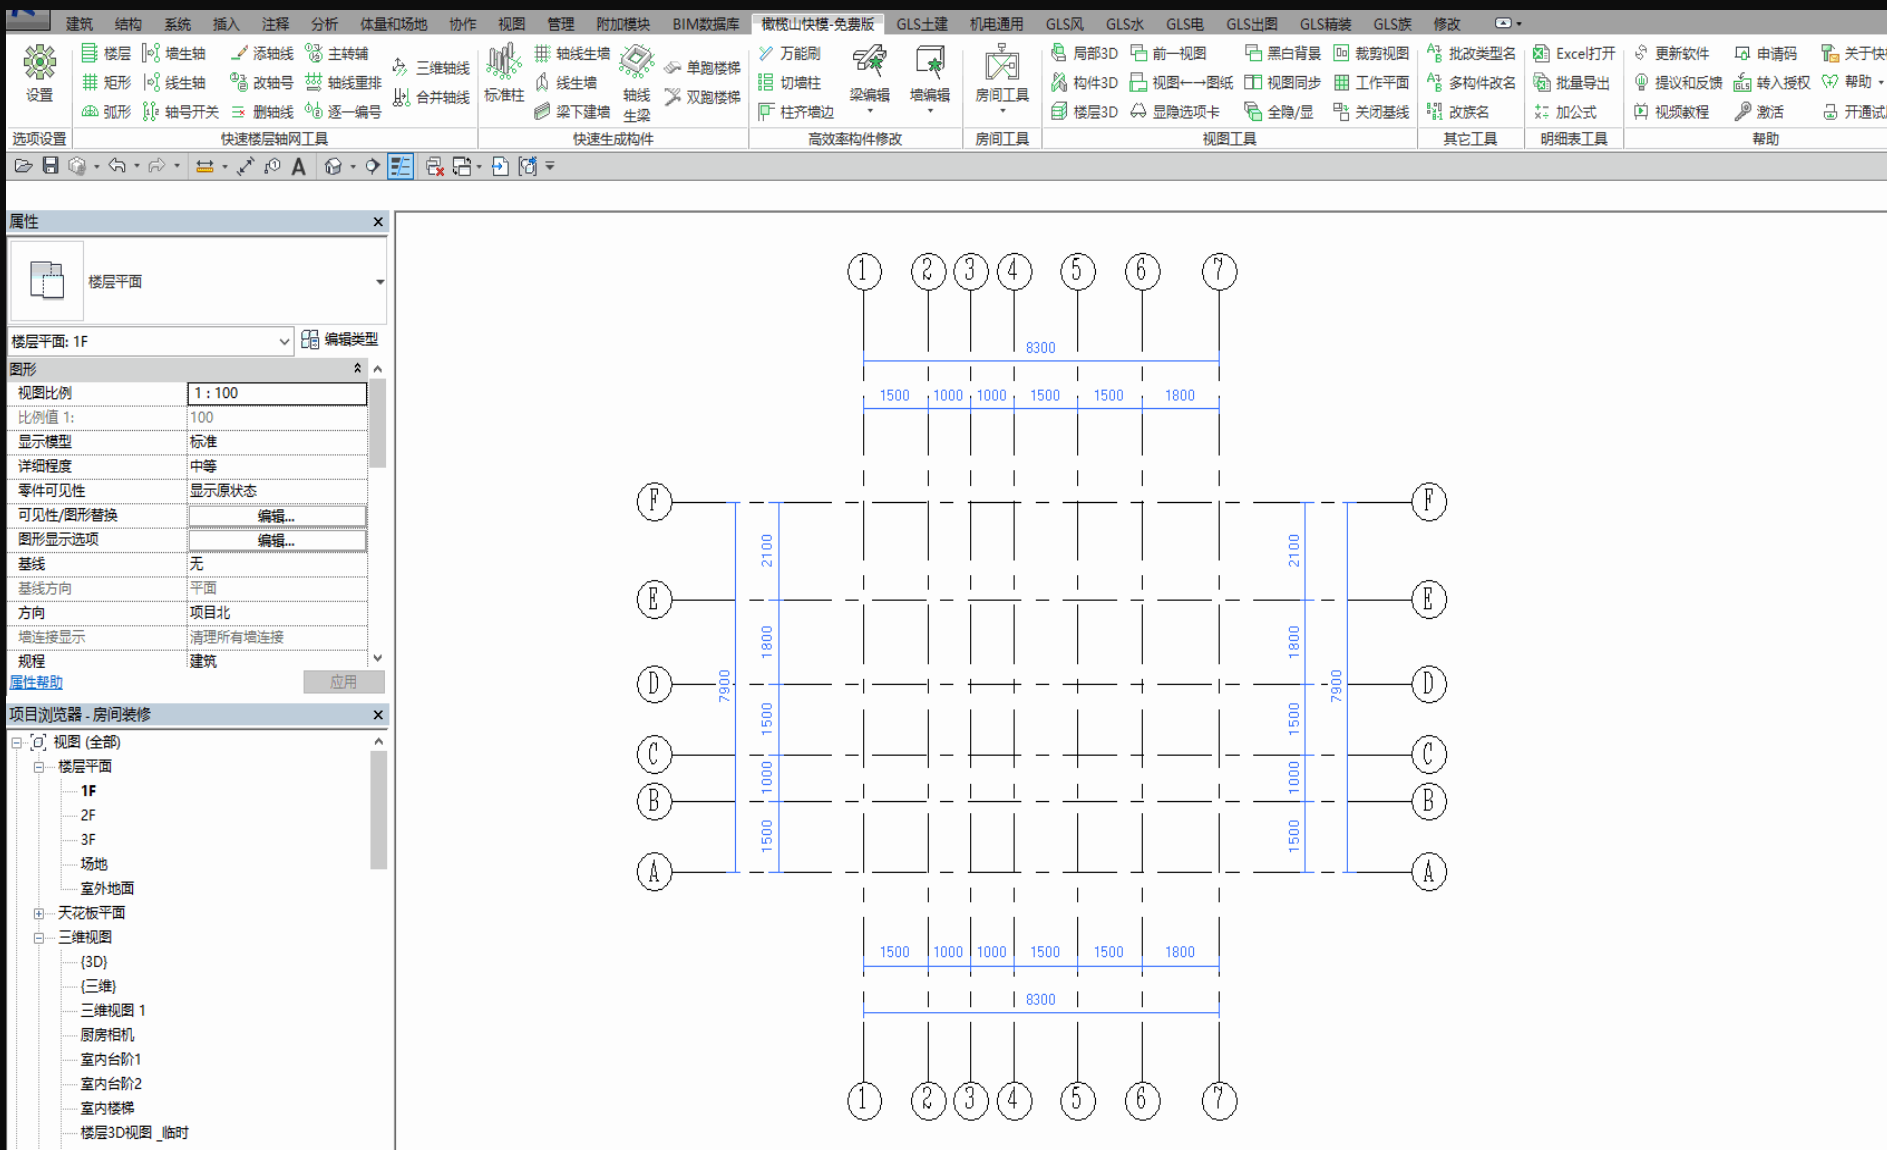 建筑 结构 系统 插入 注释 分析 体量和场地 协作 视图 管理 附加模块 BIM数据库 橄榄山快模-免费版 GLS土建 机电通用 GLS风 GLS水 GLS电 GLS出图 GLS精装 GLS族 修改
楼层 墙生轴 添轴线 主转辅 轴线生墙 万能刷 局部3D 前一视图 黑白背景 裁剪视图 批改类型名 Excel打开 更新软件 申请码 关于快
三维轴线 单跑楼梯
矩形 线生轴 改轴号 轴线重排 线生墙 切墙柱 构件3D 视图←→图纸 视图同步 工作平面 多构件改名 批量导出 提议和反馈 转入授权 帮助
设置 合并轴线 标准柱 轴线生梁 双跑楼梯 梁编辑 墙编辑 房间工具
弧形 轴号开关 删轴线 逐一编号 梁下建墙 柱齐墙边 楼层3D 显隐选项卡 全隐/显 关闭基线 改族名 加公式 视频教程 激活 开通试
选项设置 快速楼层轴网工具 快速生成构件 高效率构件修改 房间工具 视图工具 其它工具 明细表工具 帮助
属性
楼层平面
楼层平面: 1F 编辑类型
图形
视图比例 1 : 100
比例值 1: 100
显示模型 标准
详细程度 中等
零件可见性 显示原状态
可见性/图形替换 编辑...
图形显示选项 编辑...
基线 无
基线方向 平面
方向 项目北
墙连接显示 清理所有墙连接
规程 建筑
属性帮助 应用
项目浏览器 - 房间装修
视图 (全部)
楼层平面
1F
2F
3F
场地
室外地面
天花板平面
三维视图
{3D}
{三维}
三维视图 1
厨房相机
室内台阶1
室内台阶2
室内楼梯
楼层3D视图 _临时
1 2 3 4 5 6 7
8300
1500 1000 1000 1500 1500 1800
F F
2100 2100
E E
1800 1800
D 7900 7900 D
1500 1500
C C
1000 1000
B B
1500 1500
A A
1500 1000 1000 1500 1500 1800
8300
1 2 3 4 5 6 7